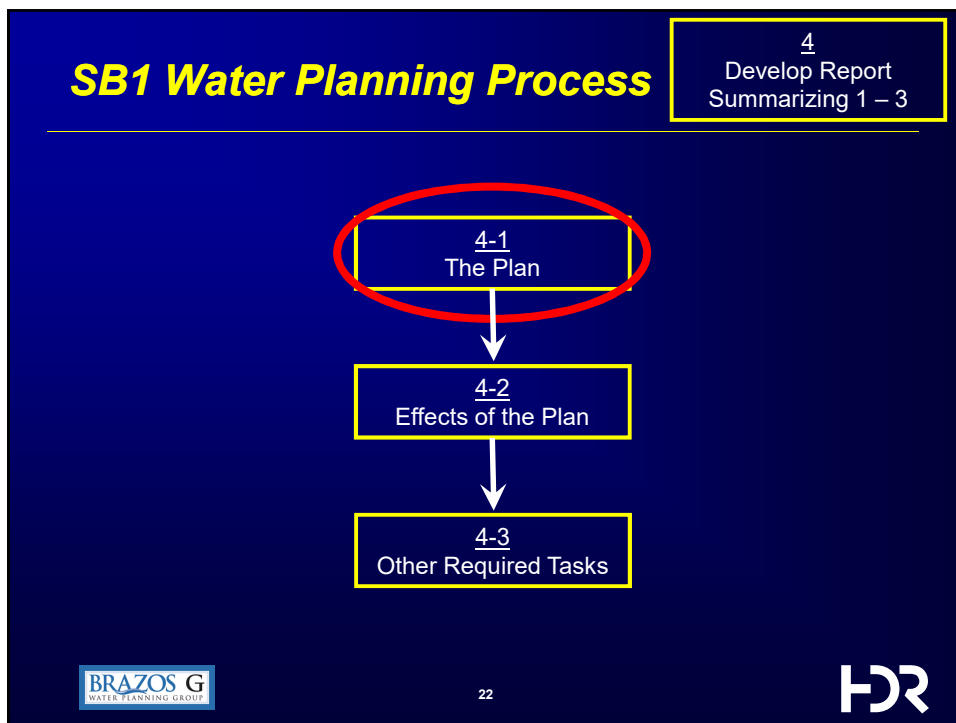 SB1 Water Planning Process
4
Develop Report
Summarizing 1 – 3
4-1
The Plan
4-2
Effects of the Plan
4-3
Other Required Tasks
BRAZOS G
WATER PLANNING GROUP
22
HDR